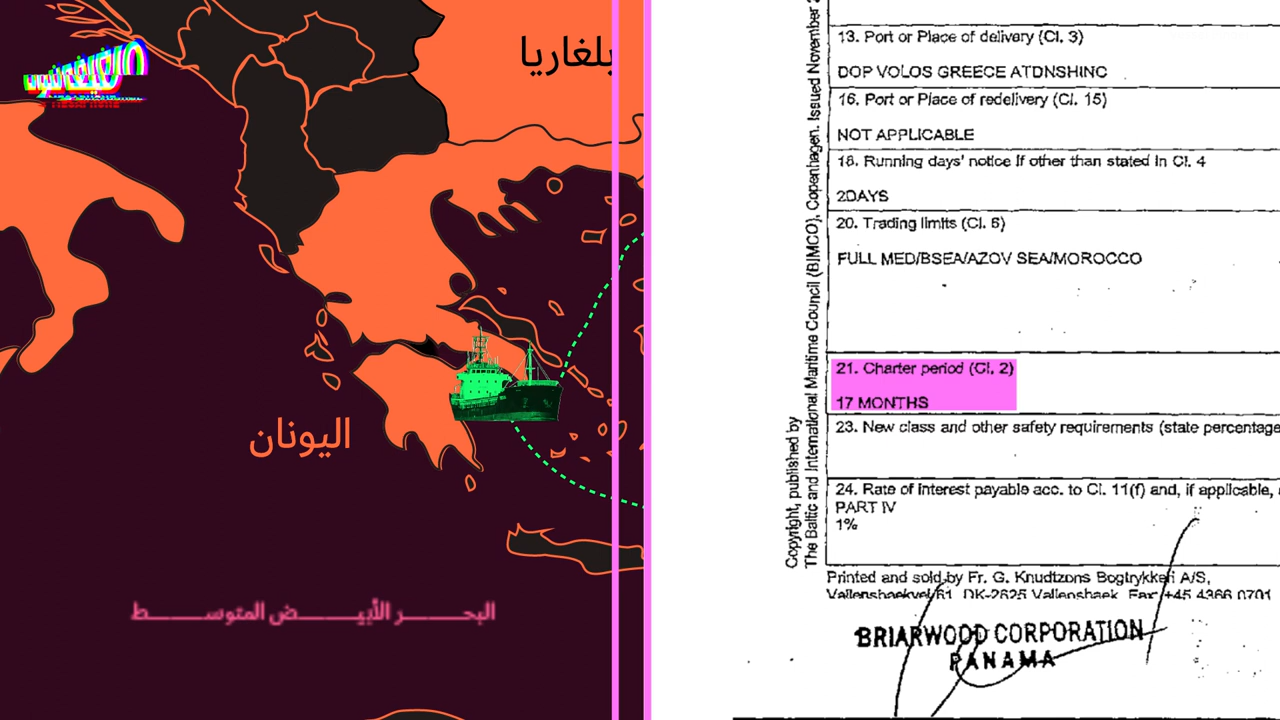 ميغافون
بلغاريا
اليونان
البحر الأبيض المتوسط
Copyright, published by
The Baltic and International Maritime Council (BIMCO), Copenhagen. Issued November
13. Port or Place of delivery (Cl. 3)
DOP VOLOS GREECE ATDNSHINC
16. Port or Place of redelivery (Cl. 15)
NOT APPLICABLE
18. Running days' notice if other than stated in Cl. 4
2DAYS
20. Trading limits (Cl. 6)
FULL MED/BSEA/AZOV SEA/MOROCCO
21. Charter period (Cl. 2)
17 MONTHS
23. New class and other safety requirements (state percentage
24. Rate of interest payable acc. to Cl. 11(f) and, if applicable,
PART IV
1%
Printed and sold by Fr. G. Knudtzons Bogtrykkeri A/S,
Vallensbaekvej 61, DK-2625 Vallensbaek, Fax: +45 4366 0701
BRIARWOOD CORPORATION
PANAMA